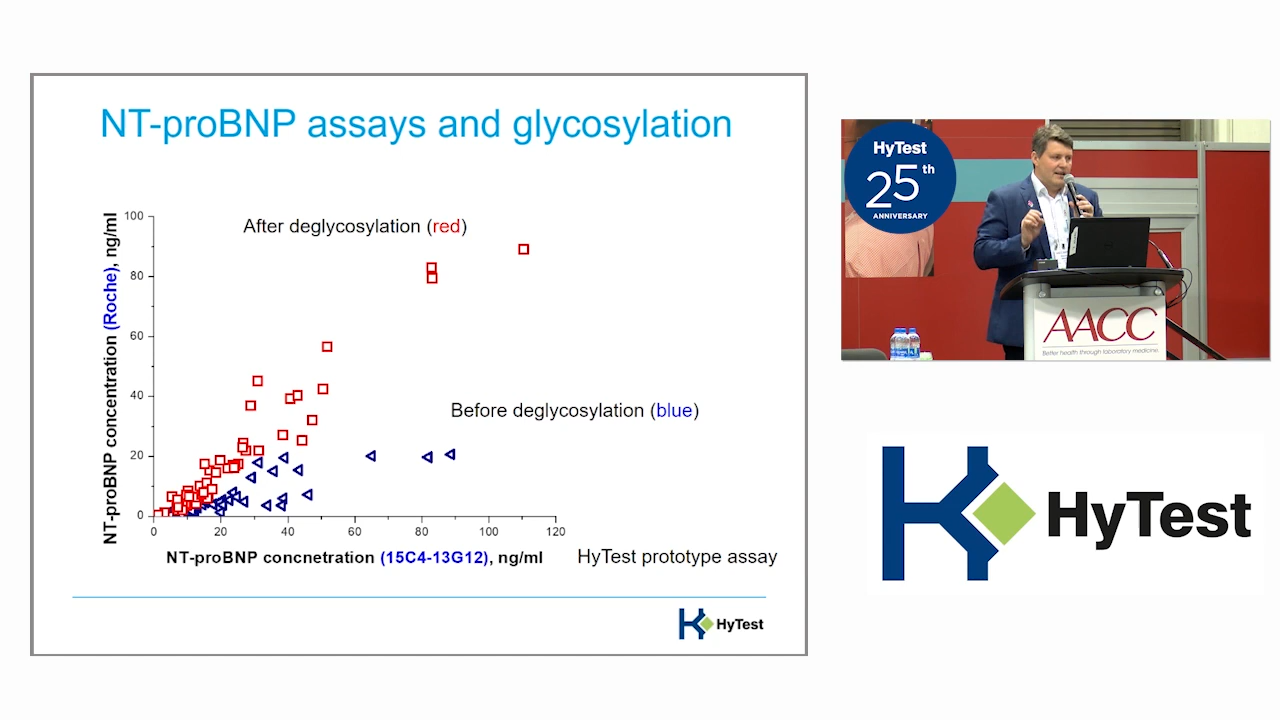 NT-proBNP assays and glycosylation
After deglycosylation (red)
Before deglycosylation (blue)
NT-proBNP concentration (Roche), ng/ml
100
80
60
40
20
0
0 20 40 60 80 100 120
NT-proBNP concnetration (15C4-13G12), ng/ml
HyTest prototype assay
HyTest
HyTest
25th
ANNIVERSARY
AACC
Better health through laboratory medicine.
HyTest